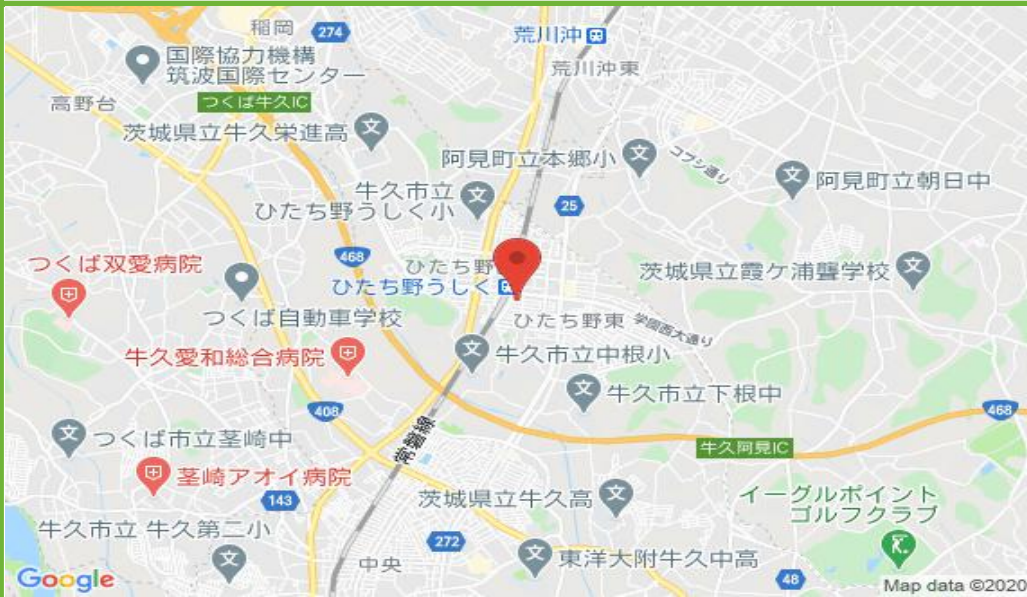 稲岡
274
荒川沖
国際協力機構
筑波国際センター
荒川沖東
高野台
つくば牛久IC
茨城県立牛久栄進高
阿見町立本郷小
コブシ通り
阿見町立朝日中
牛久市立
ひたち野うしく小
25
468
つくば双愛病院
ひたち野
茨城県立霞ケ浦聾学校
ひたち野うしく
つくば自動車学校
ひたち野東
学園西大通り
牛久愛和総合病院
牛久市立中根小
牛久市立下根中
408
468
つくば市立茎崎中
常磐線
牛久阿見IC
茎崎アオイ病院
143
茨城県立牛久高
イーグルポイント
ゴルフクラブ
牛久市立 牛久第二小
272
中央
東洋大附牛久中高
48
Google
Map data ©2020